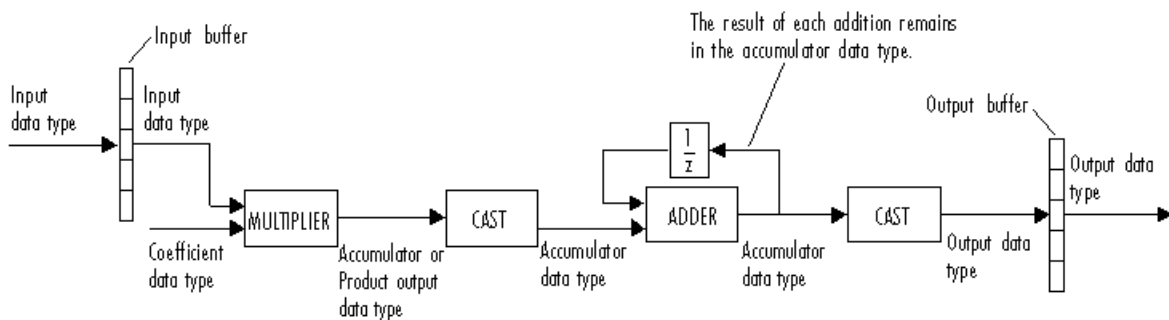 The result of each addition remains
in the accumulator data type.
Input buffer
Input
data type
Input
data type
Output buffer
1
z
Output data
type
MULTIPLIER
CAST
ADDER
CAST
Coefficient
data type
Accumulator or
Product output
data type
Accumulator
data type
Accumulator
data type
Output data
type